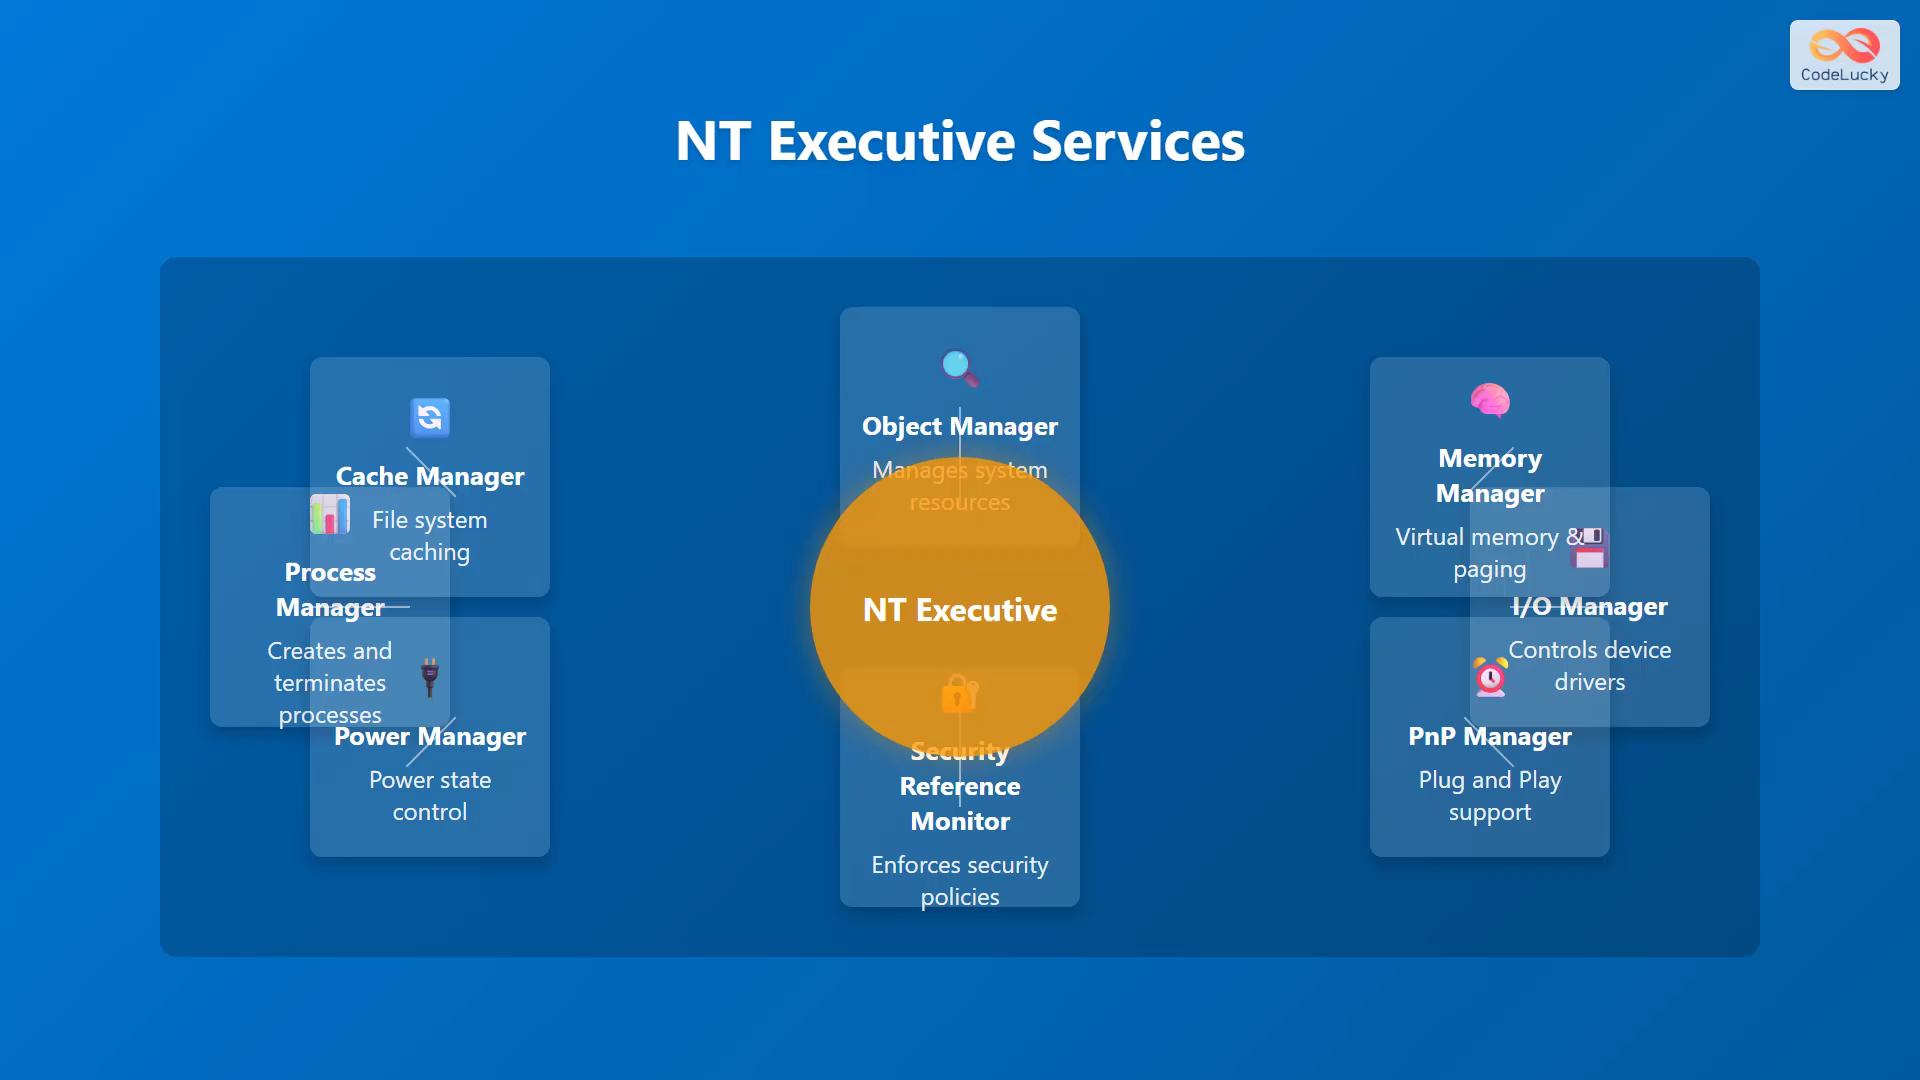 CodeLucky
NT Executive Services
Object Manager
Manages system
resources
Cache Manager
File system
caching
Memory
Manager
Virtual memory &
paging
Process
Manager
Creates and
terminates
processes
NT Executive
I/O Manager
Controls device
drivers
Power Manager
Power state
control
Security
Reference
Monitor
Enforces security
policies
PnP Manager
Plug and Play
support